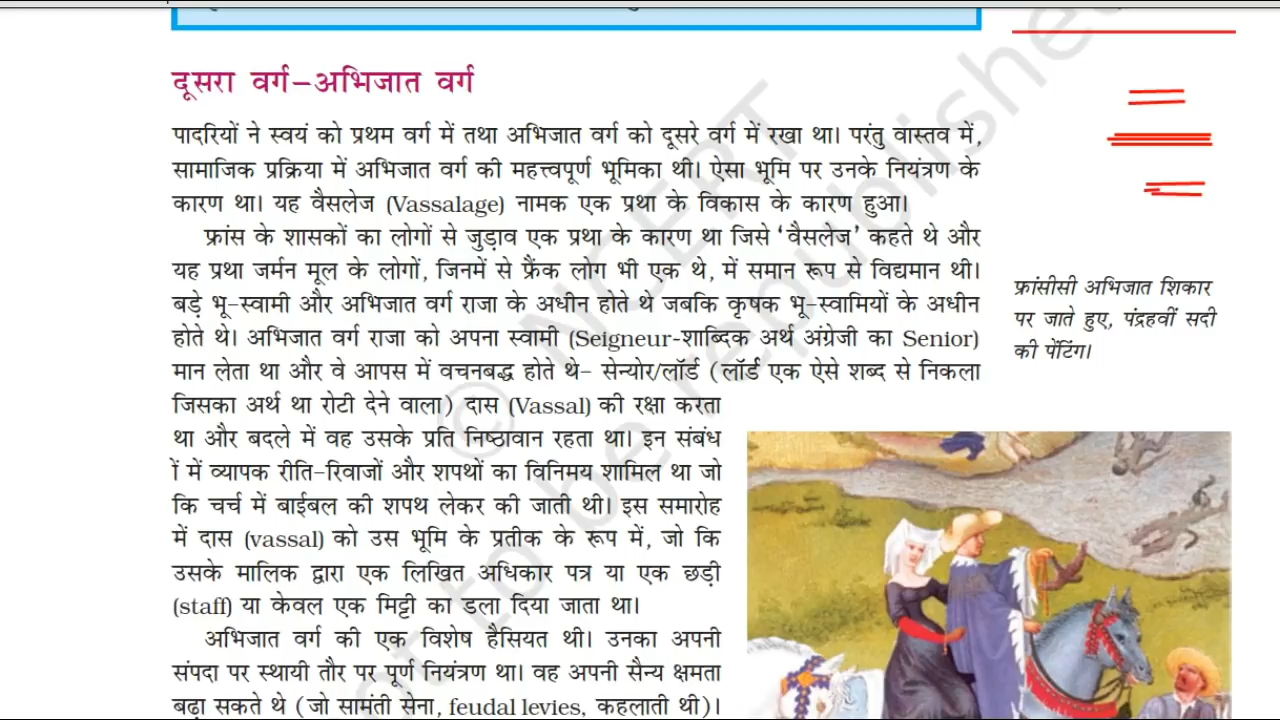 दूसरा वर्ग–अभिजात वर्ग
पादरियों ने स्वयं को प्रथम वर्ग में तथा अभिजात वर्ग को दूसरे वर्ग में रखा था। परंतु वास्तव में,
सामाजिक प्रक्रिया में अभिजात वर्ग की महत्त्वपूर्ण भूमिका थी। ऐसा भूमि पर उनके नियंत्रण के
कारण था। यह वैसलेज (Vassalage) नामक एक प्रथा के विकास के कारण हुआ।
फ्रांस के शासकों का लोगों से जुड़ाव एक प्रथा के कारण था जिसे ‘वैसलेज’ कहते थे और
यह प्रथा जर्मन मूल के लोगों, जिनमें से फ्रैंक लोग भी एक थे, में समान रूप से विद्यमान थी।
बड़े भू–स्वामी और अभिजात वर्ग राजा के अधीन होते थे जबकि कृषक भू–स्वामियों के अधीन
होते थे। अभिजात वर्ग राजा को अपना स्वामी (Seigneur-शाब्दिक अर्थ अंग्रेजी का Senior)
मान लेता था और वे आपस में वचनबद्ध होते थे– सेन्योर/लॉर्ड (लॉर्ड एक ऐसे शब्द से निकला
जिसका अर्थ था रोटी देने वाला) दास (Vassal) की रक्षा करता
था और बदले में वह उसके प्रति निष्ठावान रहता था। इन संबंध
ों में व्यापक रीति–रिवाजों और शपथों का विनिमय शामिल था जो
कि चर्च में बाईबल की शपथ लेकर की जाती थी। इस समारोह
में दास (vassal) को उस भूमि के प्रतीक के रूप में, जो कि
उसके मालिक द्वारा एक लिखित अधिकार पत्र या एक छड़ी
(staff) या केवल एक मिट्टी का डला दिया जाता था।
अभिजात वर्ग की एक विशेष हैसियत थी। उनका अपनी
संपदा पर स्थायी तौर पर पूर्ण नियंत्रण था। वह अपनी सैन्य क्षमता
बढ़ा सकते थे (जो सामंती सेना, feudal levies, कहलाती थी)।
फ्रांसीसी अभिजात शिकार
पर जाते हुए, पंद्रहवीं सदी
की पेंटिंग।
© NCERT
not to be republished